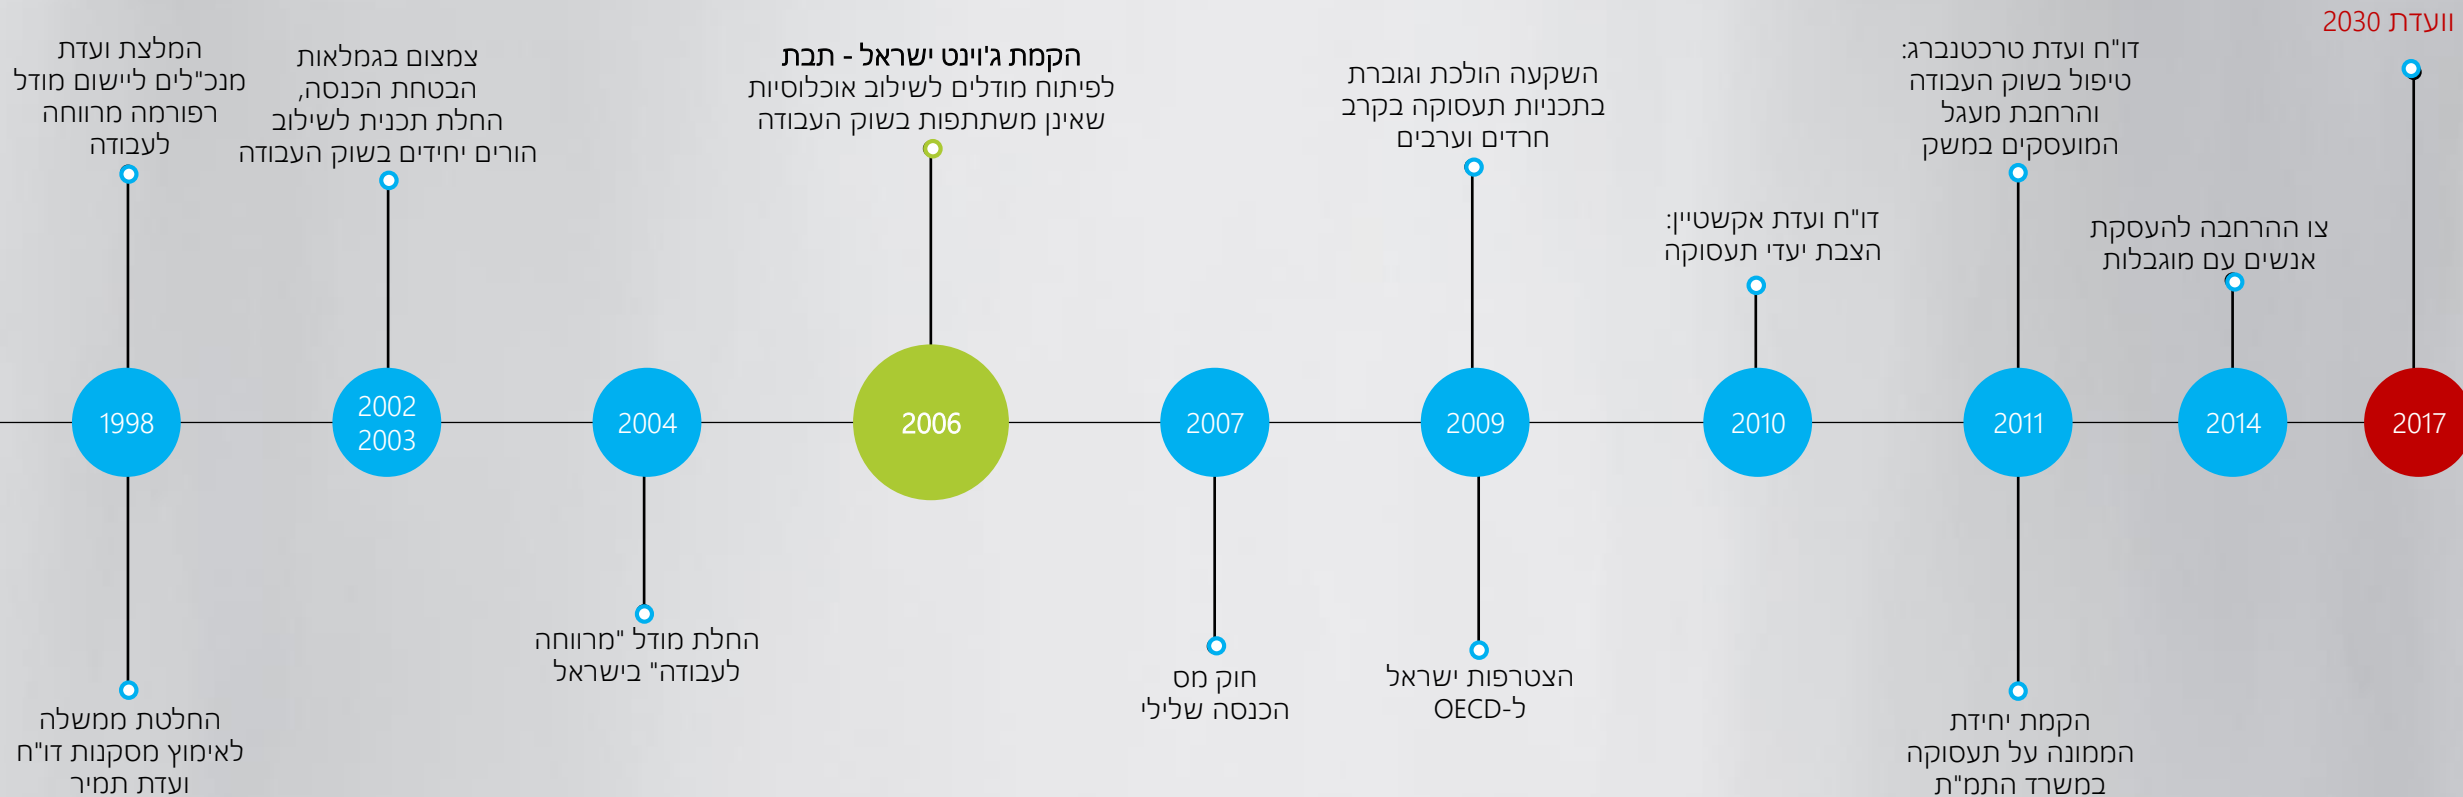 המלצת ועדת
מנכ"לים ליישום מודל
רפורמה מרווחה
לעבודה
1998
החלטת ממשלה
לאימוץ מסקנות דו"ח
ועדת תמיר
צמצום בגמלאות
הבטחת הכנסה,
החלת תכנית לשילוב
הורים יחידים בשוק העבודה
2002
2003
2004
החלת מודל "מרווחה
לעבודה" בישראל
הקמת ג'וינט ישראל - תבת
לפיתוח מודלים לשילוב אוכלוסיות
שאינן משתתפות בשוק העבודה
2006
2007
חוק מס
הכנסה שלילי
השקעה הולכת וגוברת
בתכניות תעסוקה בקרב
חרדים וערבים
2009
הצטרפות ישראל
ל-OECD
דו"ח ועדת אקשטיין:
הצבת יעדי תעסוקה
2010
דו"ח ועדת טרכטנברג:
טיפול בשוק העבודה
והרחבת מעגל
המועסקים במשק
2011
הקמת יחידת
הממונה על תעסוקה
במשרד התמ"ת
צו ההרחבה להעסקת
אנשים עם מוגבלות
2014
וועדת 2030
2017